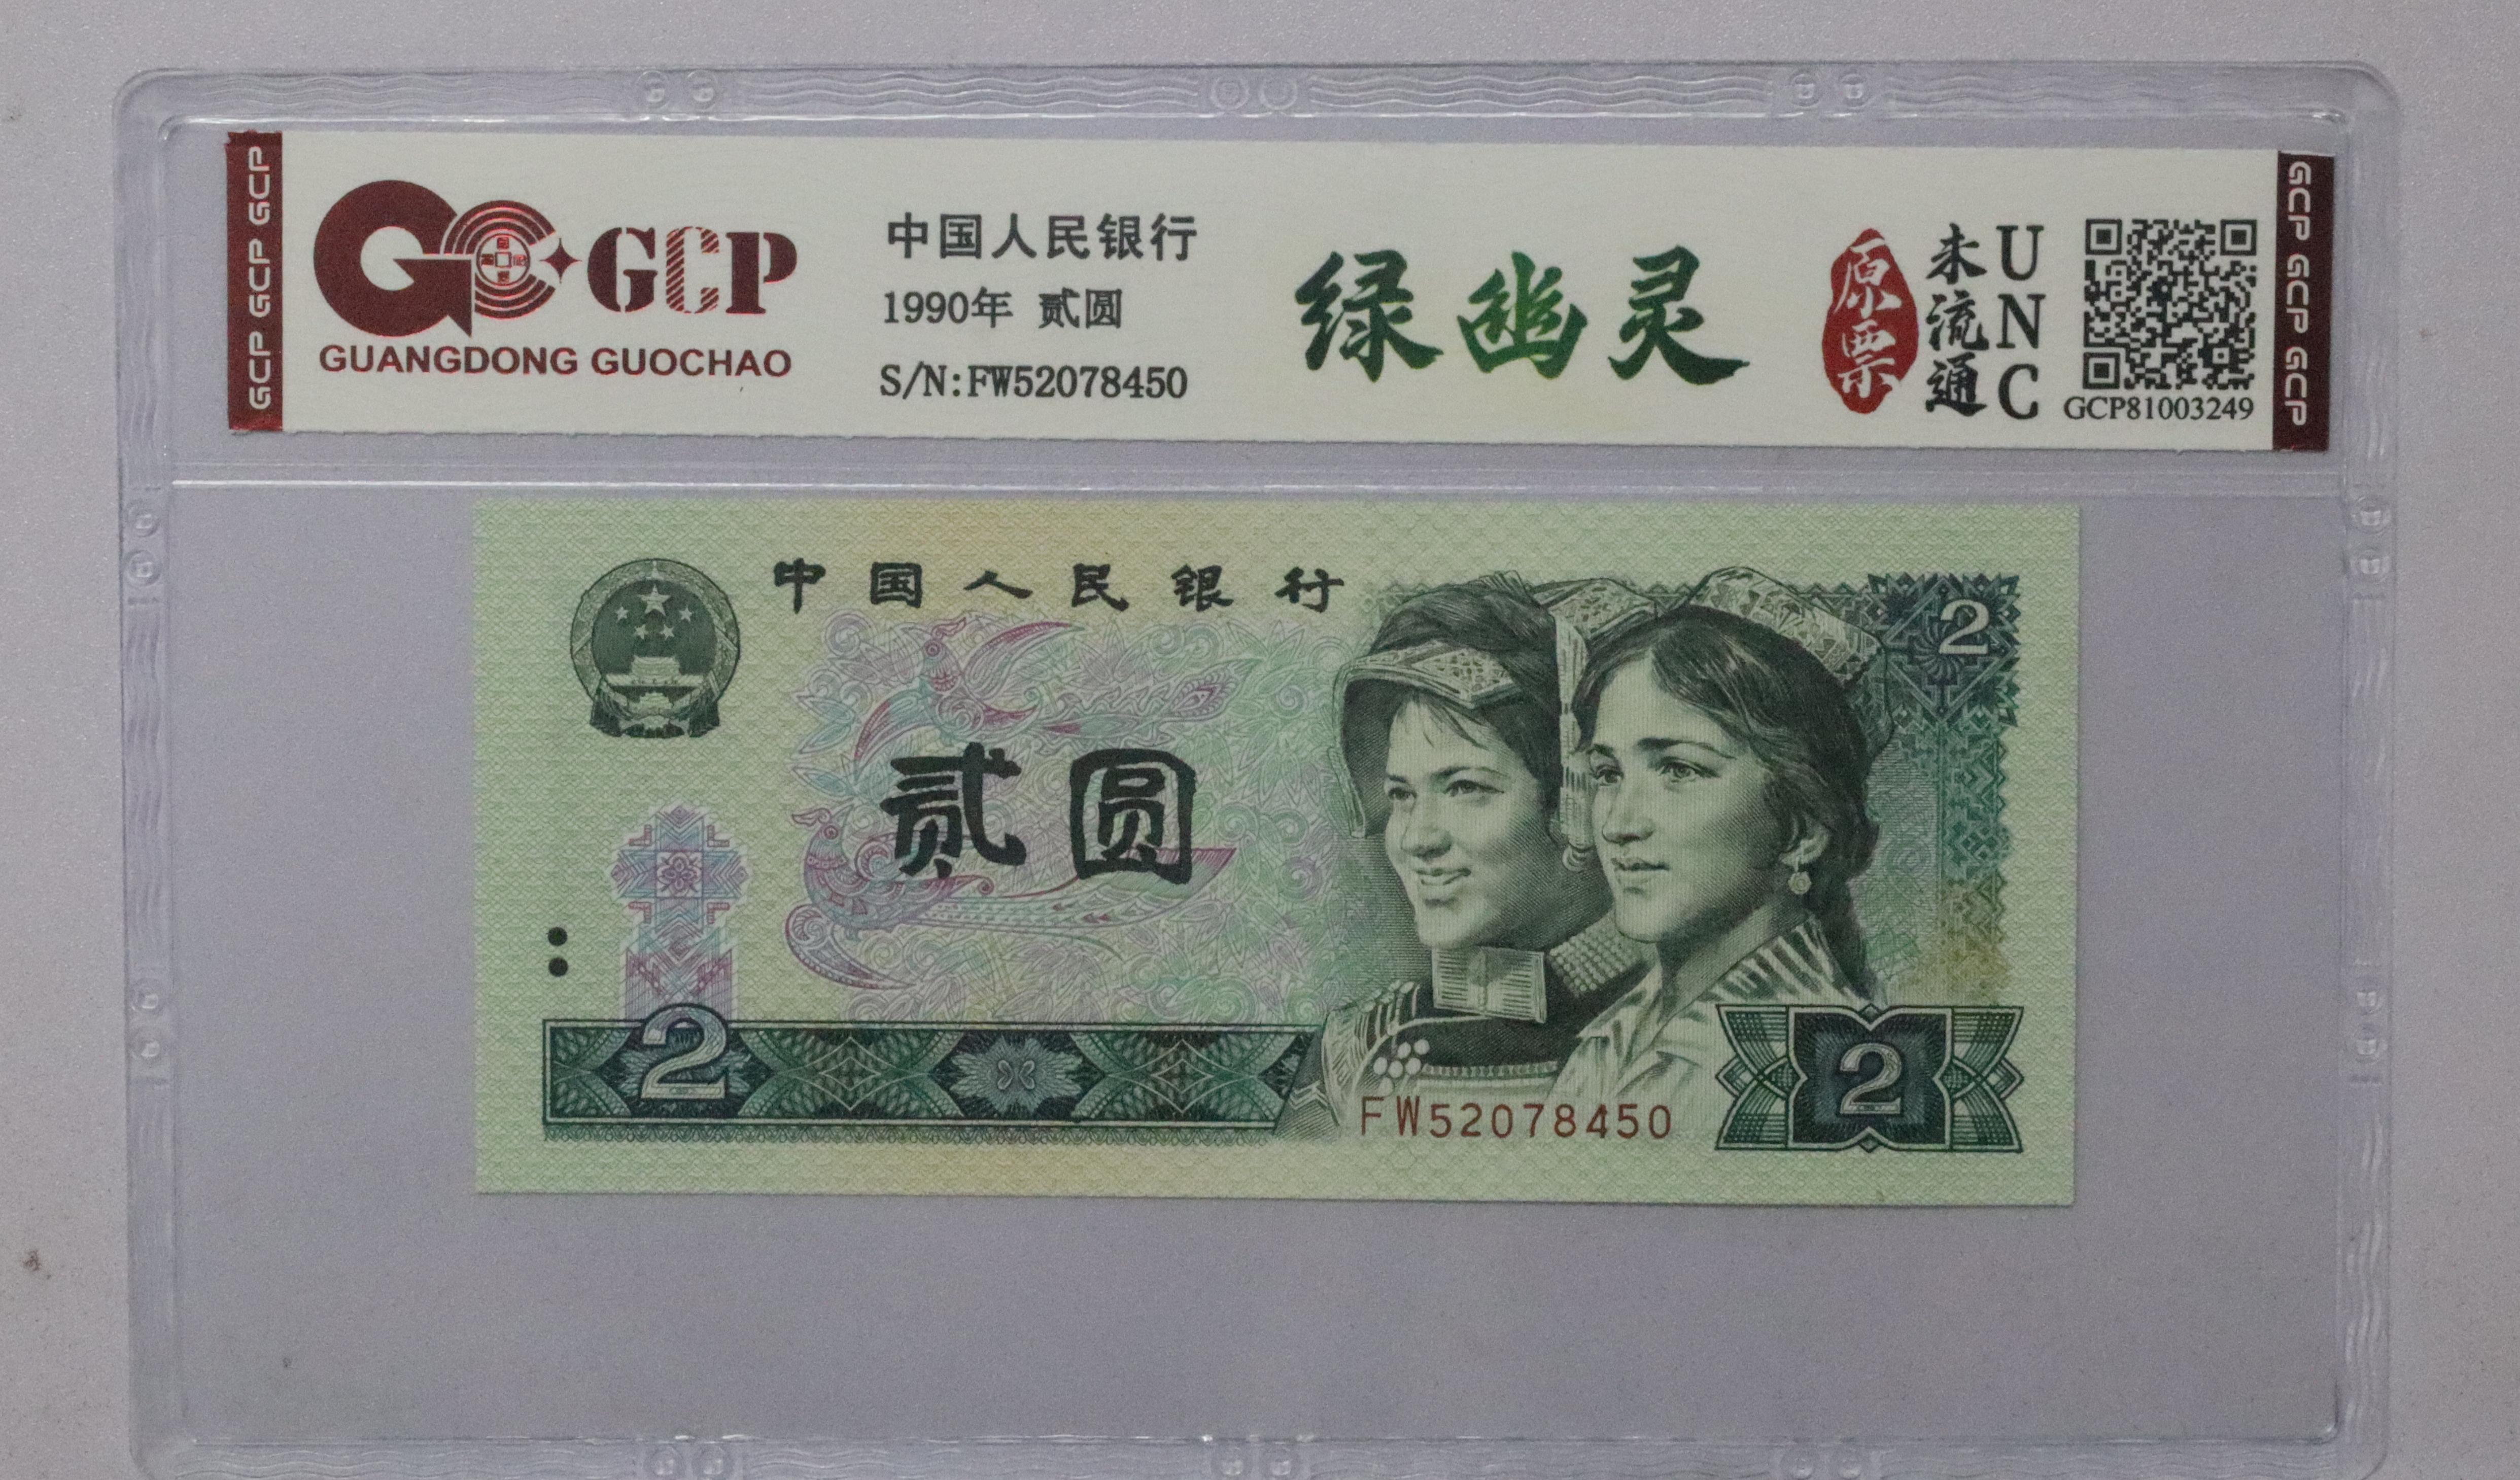 GCP GCP GCP
GCP
GUANGDONG GUOCHAO
中国人民银行
1990年 贰圆
S/N:FW52078450
绿幽灵
原票
未流通
UNC
GCP81003249
GCP GCP GCP
中国人民银行
2
贰圆
2
FW52078450
2